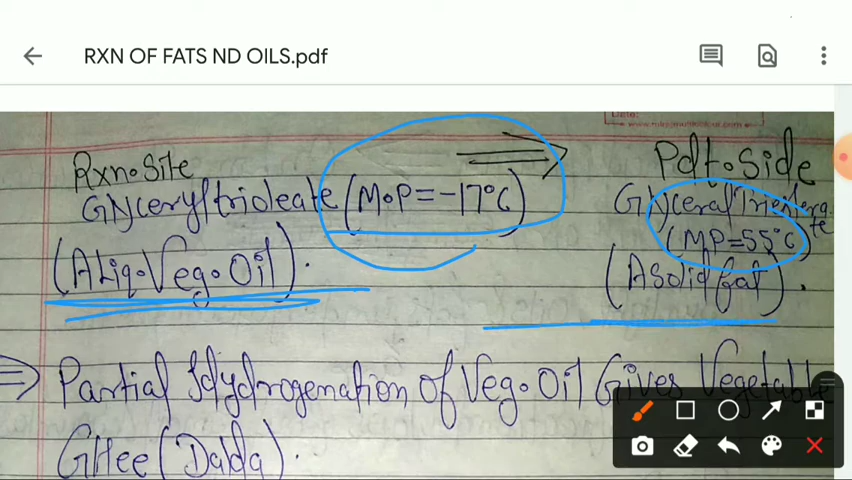 RXN OF FATS ND OILS.pdf
Date:
Rxn. Site
Pdt. Side
Glyceryl trioleate (M.P = -17°C)
(MP=55°C)
(A Liq. Veg. Oil).
(A Solid fat).
⇒ Partial Hydrogenation of Veg. Oil Gives Vegetable
GHee (Dalda).